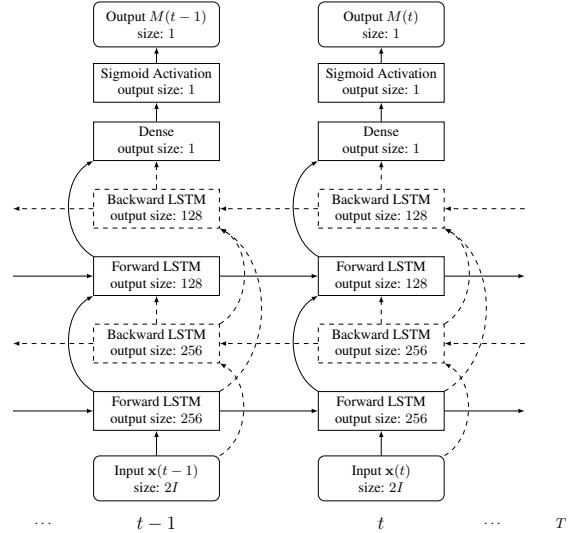 Output M(t − 1)
size: 1
Output M(t)
size: 1
Sigmoid Activation
output size: 1
Sigmoid Activation
output size: 1
Dense
output size: 1
Dense
output size: 1
Backward LSTM
output size: 128
Backward LSTM
output size: 128
Forward LSTM
output size: 128
Forward LSTM
output size: 128
Backward LSTM
output size: 256
Backward LSTM
output size: 256
Forward LSTM
output size: 256
Forward LSTM
output size: 256
Input x(t − 1)
size: 2I
Input x(t)
size: 2I
⋯ t − 1 t ⋯ T